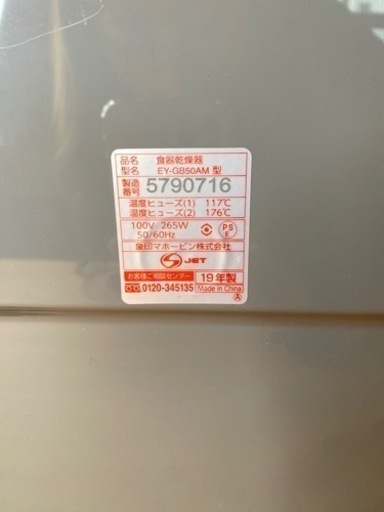 品名 食器乾燥器
型名 EY-GB50AM 型
製造番号 5790716
温度ヒューズ(1) 117℃
温度ヒューズ(2) 176℃
100V 265W
50/60Hz
PS
E
象印マホービン株式会社
S JET
お客様ご相談センター 19年製
0120-345135 Made in China
A